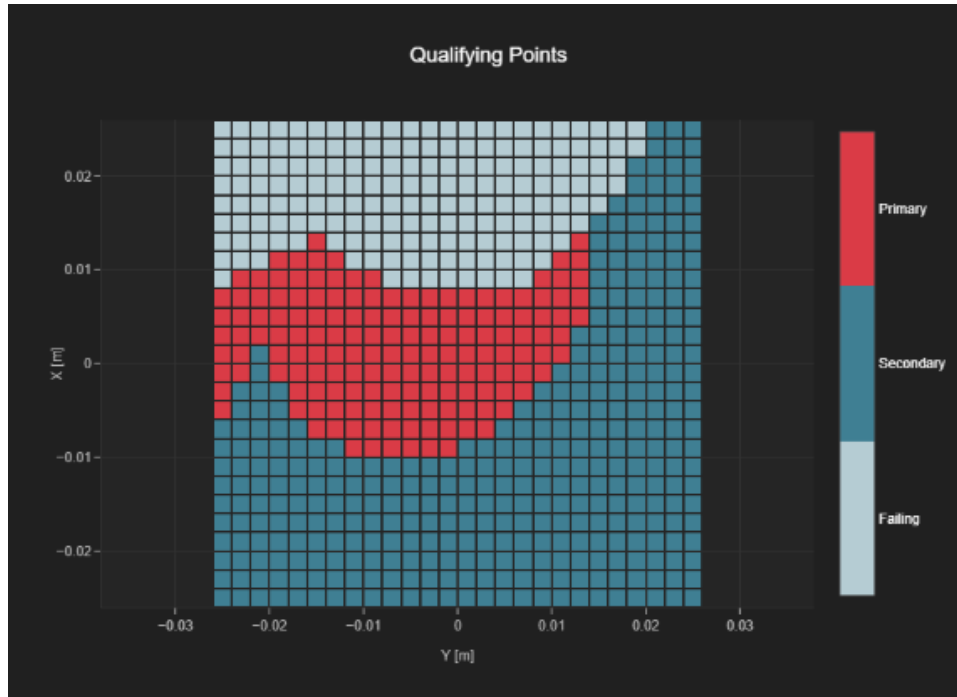 Qualifying Points
0.02
0.01
0
−0.01
−0.02
X [m]
−0.03
−0.02
−0.01
0
0.01
0.02
0.03
Y [m]
Primary
Secondary
Failing